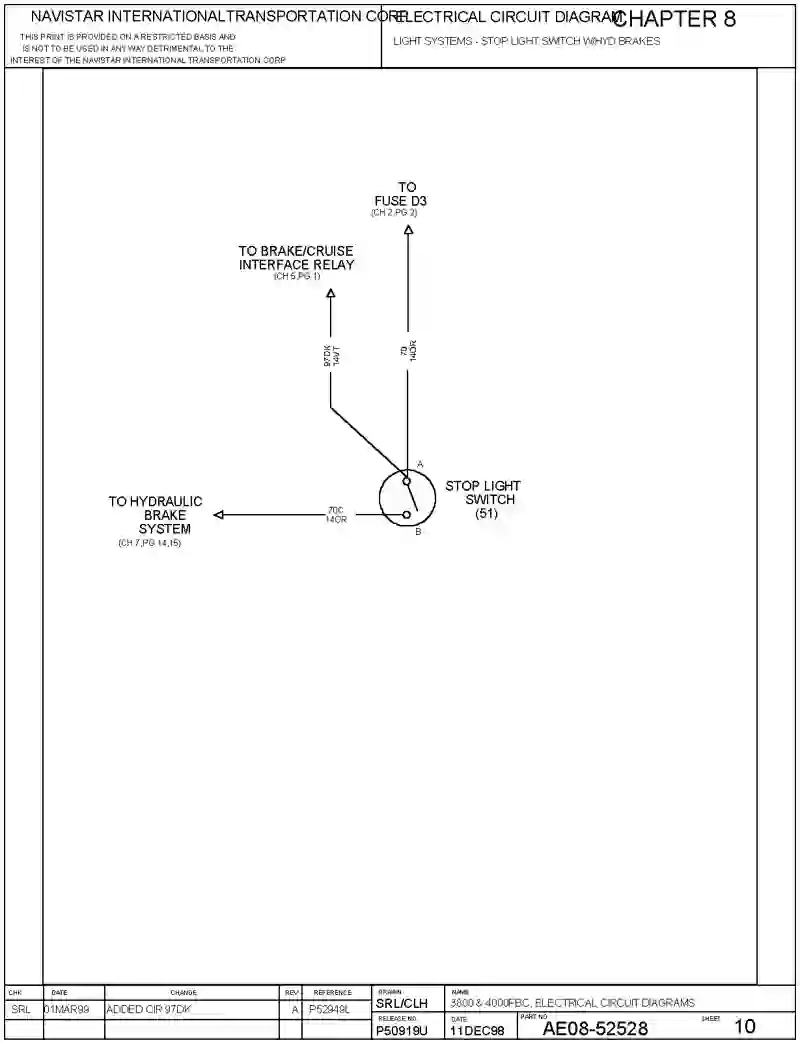 NAVISTAR INTERNATIONAL TRANSPORTATION CORP.
THIS PRINT IS PROVIDED ON A RESTRICTED BASIS AND
IS NOT TO BE USED IN ANY WAY DETRIMENTAL TO THE
INTEREST OF THE NAVISTAR INTERNATIONAL TRANSPORTATION CORP
ELECTRICAL CIRCUIT DIAGRAM
CHAPTER 8
LIGHT SYSTEMS - STOP LIGHT SWITCH W/HYD BRAKES
TO
FUSE D3
(CH 2,PG 2)
TO BRAKE/CRUISE
INTERFACE RELAY
(CH 5,PG 1)
97DK
14VT
70
14OR
A
STOP LIGHT
SWITCH
(51)
TO HYDRAULIC
BRAKE
SYSTEM
(CH 7,PG 14,15)
70C
14OR
B
CHK DATE CHANGE REV REFERENCE
SRL 01MAR99 ADDED CIR 97DK A P52949L
DRAWN
SRL/CLH
NAME
3800 & 4000FBC, ELECTRICAL CIRCUIT DIAGRAMS
RELEASE NO.
P50919U
DATE
11DEC98
PART NO
AE08-52528
SHEET
10